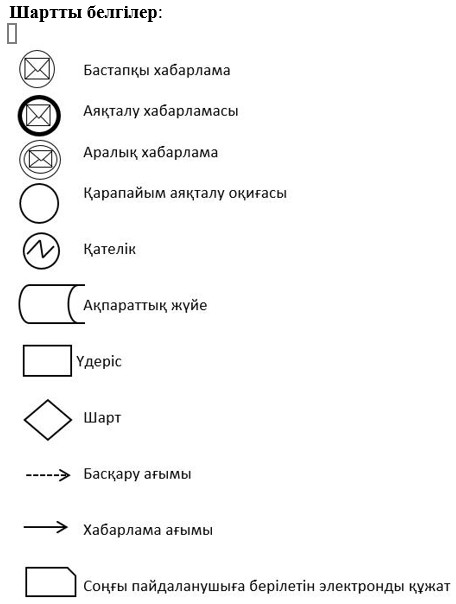 Шартты белгілер:
Бастапқы хабарлама
Аяқталу хабарламасы
Аралық хабарлама
Қарапайым аяқталу оқиғасы
Қателік
Ақпараттық жүйе
Үдеріс
Шарт
Басқару ағымы
Хабарлама ағымы
Соңғы пайдаланушыға берілетін электронды құжат